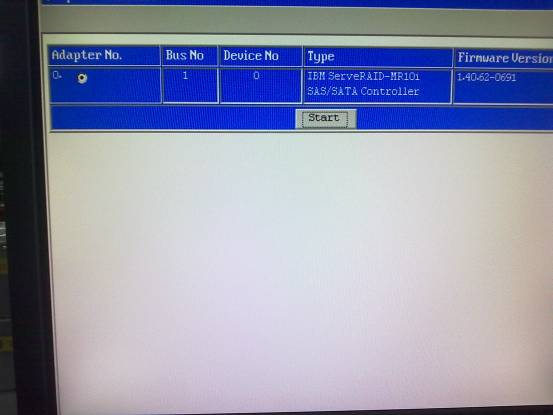 Adapter No. Bus No Device No Type Firmware Version
0. 1 0 IBM ServeRAID-MR10i 1.40.62-0691
SAS/SATA Controller
Start